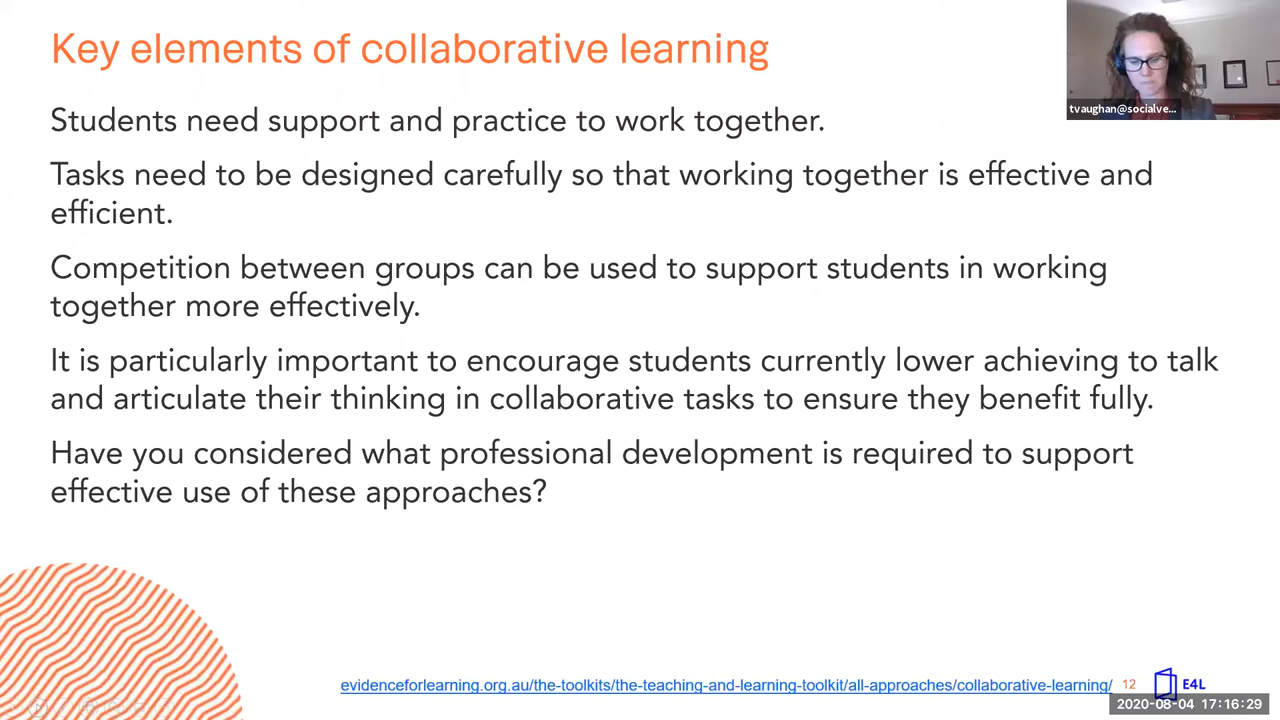 Key elements of collaborative learning
tvaughan@socialve...
Students need support and practice to work together.
Tasks need to be designed carefully so that working together is effective and
efficient.
Competition between groups can be used to support students in working
together more effectively.
It is particularly important to encourage students currently lower achieving to talk
and articulate their thinking in collaborative tasks to ensure they benefit fully.
Have you considered what professional development is required to support
effective use of these approaches?
evidenceforlearning.org.au/the-toolkits/the-teaching-and-learning-toolkit/all-approaches/collaborative-learning/
12
E4L
2020-08-04 17:16:29